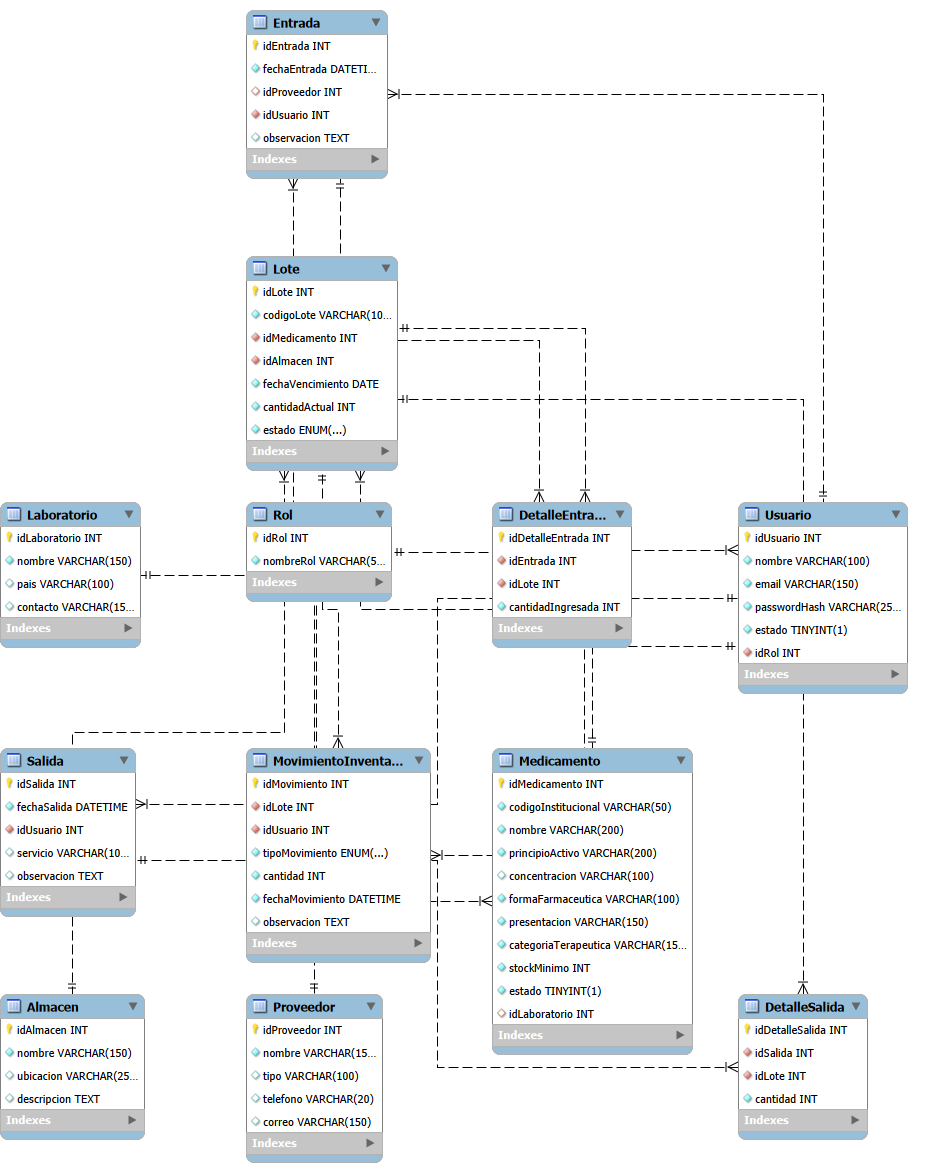 Entrada
idEntrada INT
fechaEntrada DATETI...
idProveedor INT
idUsuario INT
observacion TEXT
Indexes
Lote
idLote INT
codigoLote VARCHAR(10...
idMedicamento INT
idAlmacen INT
fechaVencimiento DATE
cantidadActual INT
estado ENUM(...)
Indexes
Laboratorio
idLaboratorio INT
nombre VARCHAR(150)
pais VARCHAR(100)
contacto VARCHAR(15...
Indexes
Rol
idRol INT
nombreRol VARCHAR(5...
Indexes
DetalleEntra...
idDetalleEntrada INT
idEntrada INT
idLote INT
cantidadIngresada INT
Indexes
Usuario
idUsuario INT
nombre VARCHAR(100)
email VARCHAR(150)
passwordHash VARCHAR(25...
estado TINYINT(1)
idRol INT
Indexes
Salida
idSalida INT
fechaSalida DATETIME
idUsuario INT
servicio VARCHAR(10...
observacion TEXT
Indexes
MovimientoInventa...
idMovimiento INT
idLote INT
idUsuario INT
tipoMovimiento ENUM(...)
cantidad INT
fechaMovimiento DATETIME
observacion TEXT
Indexes
Medicamento
idMedicamento INT
codigoInstitucional VARCHAR(50)
nombre VARCHAR(200)
principioActivo VARCHAR(200)
concentracion VARCHAR(100)
formaFarmaceutica VARCHAR(100)
presentacion VARCHAR(150)
categoriaTerapeutica VARCHAR(15...
stockMinimo INT
estado TINYINT(1)
idLaboratorio INT
Indexes
Almacen
idAlmacen INT
nombre VARCHAR(150)
ubicacion VARCHAR(25...
descripcion TEXT
Indexes
Proveedor
idProveedor INT
nombre VARCHAR(15...
tipo VARCHAR(100)
telefono VARCHAR(20)
correo VARCHAR(150)
Indexes
DetalleSalida
idDetalleSalida INT
idSalida INT
idLote INT
cantidad INT
Indexes